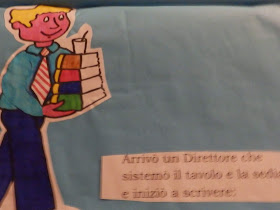 Arrivò un Direttore che
sistemò il tavolo e la sedia
e iniziò a scrivere: